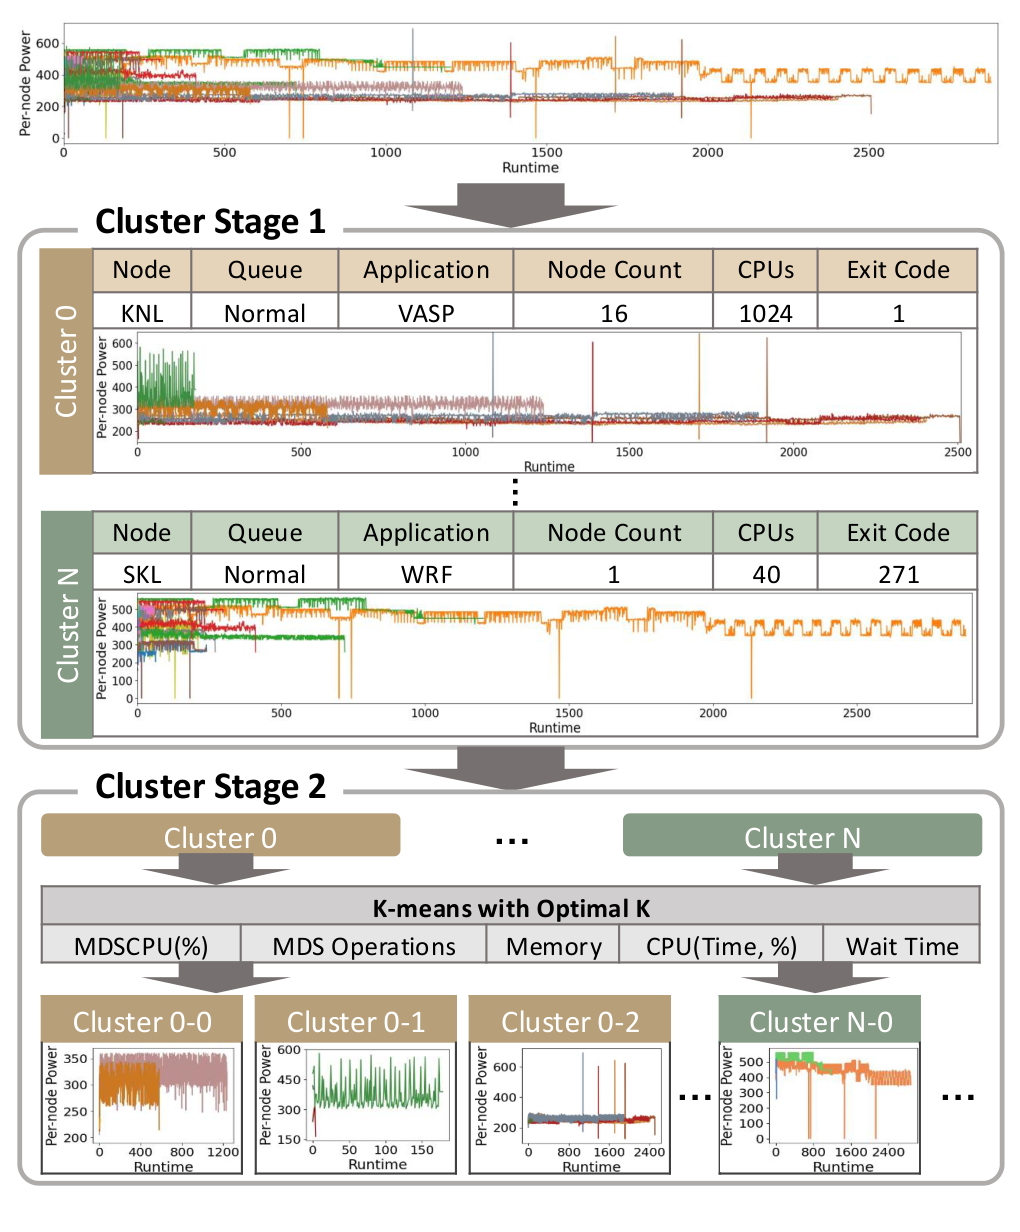 Per-node Power
600
400
200
0
0 500 1000 1500 2000 2500
Runtime
Cluster Stage 1
Cluster 0
Node Queue Application Node Count CPUs Exit Code
KNL Normal VASP 16 1024 1
Per-node Power
600
500
400
300
200
0 500 1000 1500 2000 2500
Runtime
⋮
Cluster N
Node Queue Application Node Count CPUs Exit Code
SKL Normal WRF 1 40 271
Per-node Power
500
400
300
200
100
0
0 500 1000 1500 2000 2500
Runtime
Cluster Stage 2
Cluster 0 ... Cluster N
K-means with Optimal K
MDSCPU(%) MDS Operations Memory CPU(Time, %) Wait Time
Cluster 0-0
Per-node Power
350
300
250
200
0 400 800 1200
Runtime
Cluster 0-1
Per-node Power
600
450
300
150
0 50 100 150
Runtime
Cluster 0-2
Per-node Power
600
400
200
0 800 1600 2400
Runtime
...
Cluster N-0
Per-node Power
500
400
300
200
100
0
0 800 1600 2400
Runtime
...